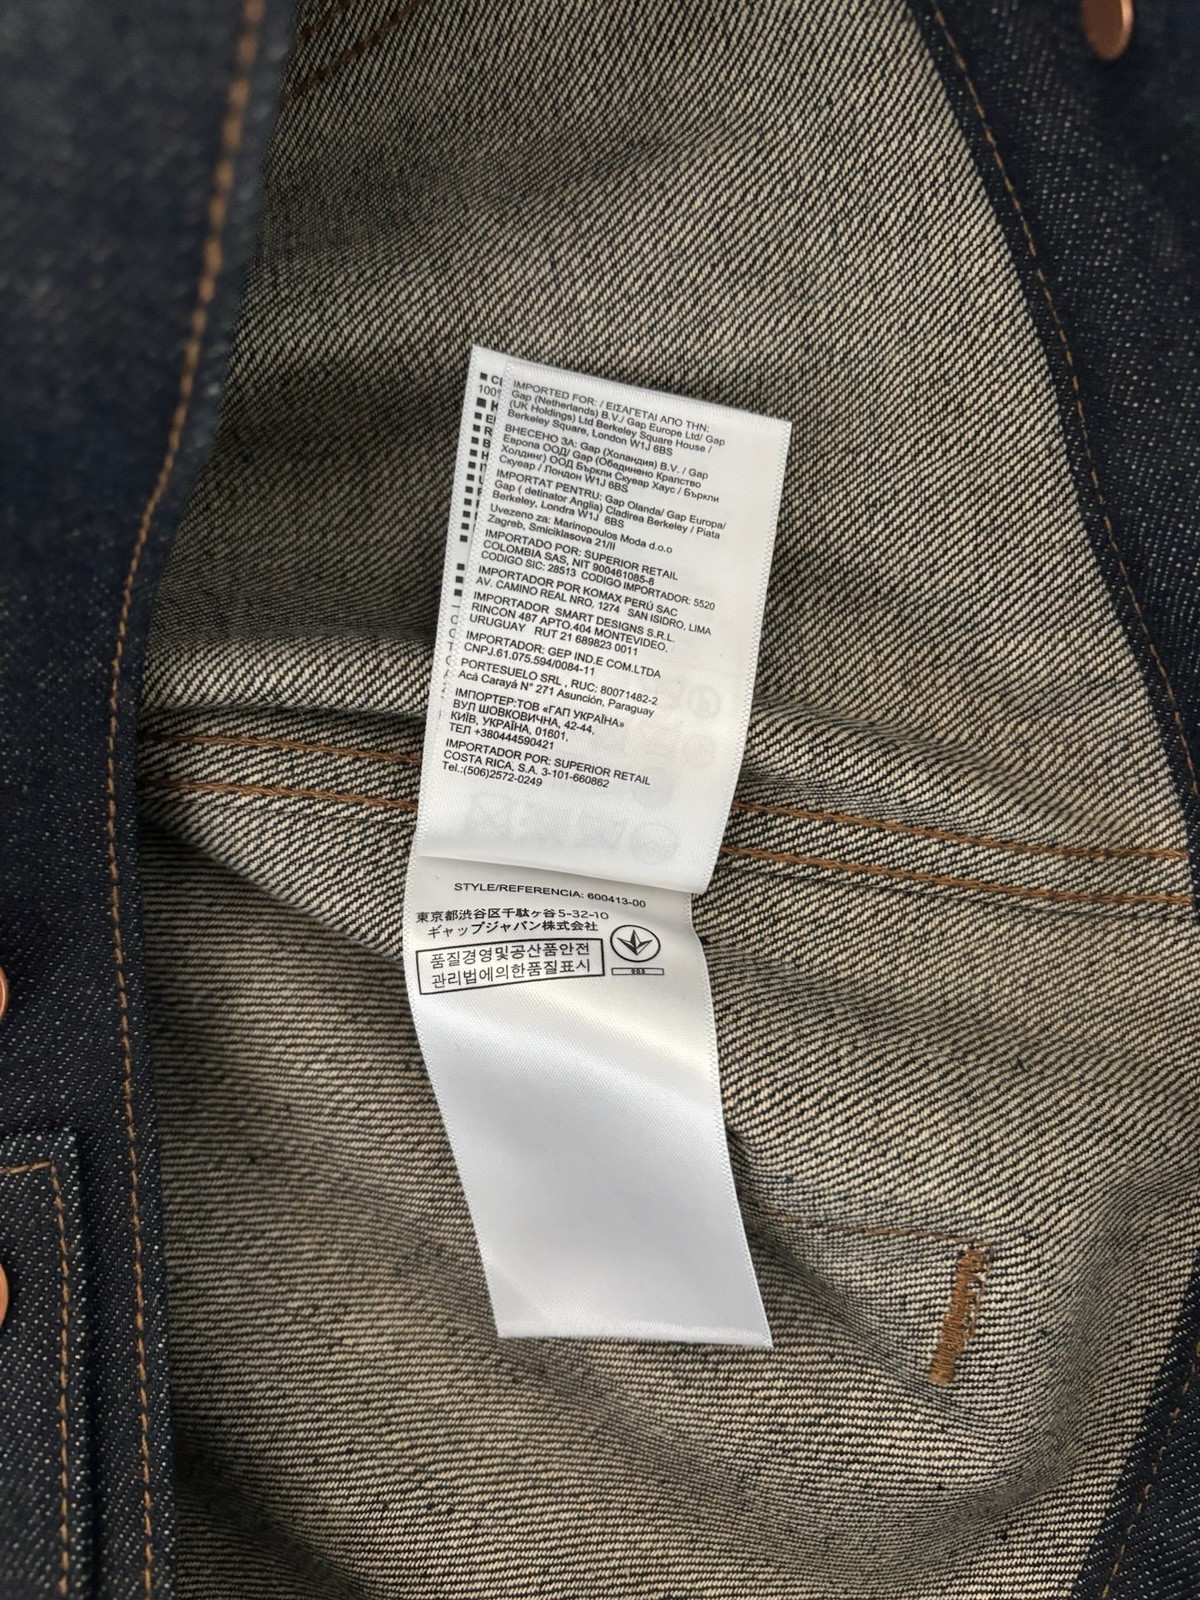 IMPORTED FOR: / ΕΙΣΑΓΕΤΑΙ ΑΠΟ ΤΗΝ:
Gap (Netherlands) B.V./ Gap Europe Ltd/ Gap
(UK Holdings) Ltd Berkeley Square House /
Berkeley Square, London W1J 6BS
ВНЕСЕНО ЗА: Gap (Холандия) B.V. / Gap
Европа ООД/ Gap (Обединено Кралство
Холдинг) ООД Бъркли Скуеар Хаус / Бъркли
Скуеар / Лондон W1J 6BS
IMPORTAT PENTRU: Gap Olanda/ Gap Europa/
Gap ( detinator Anglia) Cladirea Berkeley / Piata
Berkeley, Londra W1J 6BS
Uvezeno za: Marinopoulos Moda d.o.o
Zagreb, Smiciklasova 21/II
IMPORTADO POR: SUPERIOR RETAIL
COLOMBIA SAS, NIT 900461085-8
CODIGO SIC: 28513 CODIGO IMPORTADOR: 5520
IMPORTADOR POR KOMAX PERÚ SAC
AV. CAMINO REAL NRO. 1274 SAN ISIDRO, LIMA
IMPORTADOR SMART DESIGNS S.R.L.
RINCON 487 APTO.404 MONTEVIDEO.
URUGUAY RUT 21 689823 0011
IMPORTADOR: GEP IND.E COM.LTDA
CNPJ.61.075.594/0084-11
PORTESUELO SRL , RUC: 80071482-2
Acá Carayá N° 271 Asunción, Paraguay
ІМПОРТЕР:ТОВ «ГАП УКРАЇНА»
ВУЛ ШОВКОВИЧНА, 42-44,
КИЇВ, УКРАЇНА, 01601.
ТЕЛ +380444590421
IMPORTADOR POR: SUPERIOR RETAIL
COSTA RICA, S.A. 3-101-660862
Tel.:(506)2572-0249
STYLE/REFERENCIA: 600413-00
東京都渋谷区千駄ヶ谷5-32-10
ギャップジャパン株式会社
품질경영및공산품안전
관리법에의한품질표시
003